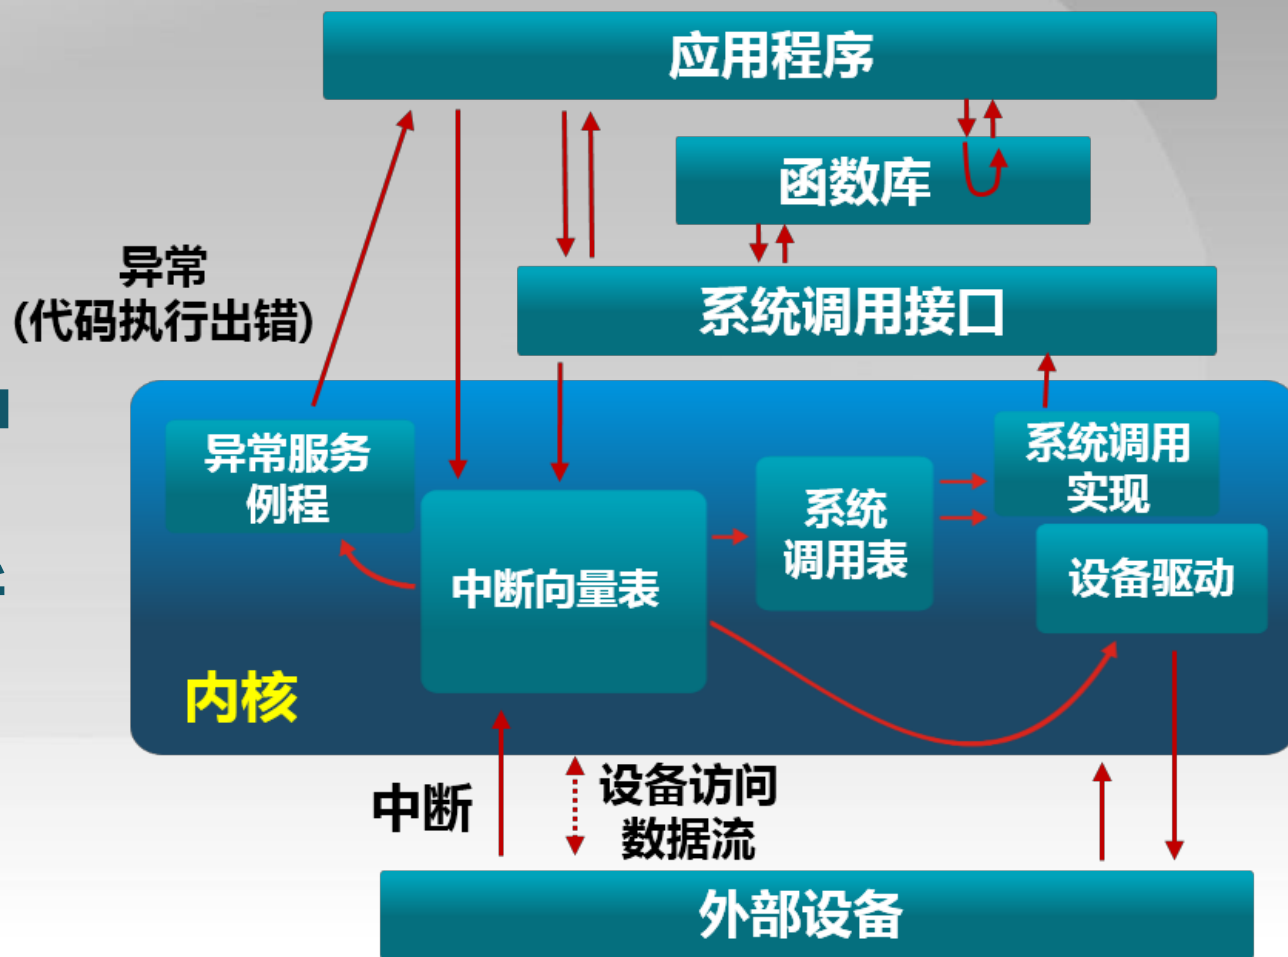 应用程序
函数库
异常
(代码执行出错)
系统调用接口
异常服务
例程
系统调用
实现
系统
调用表
中断向量表
设备驱动
内核
中断
设备访问
数据流
外部设备